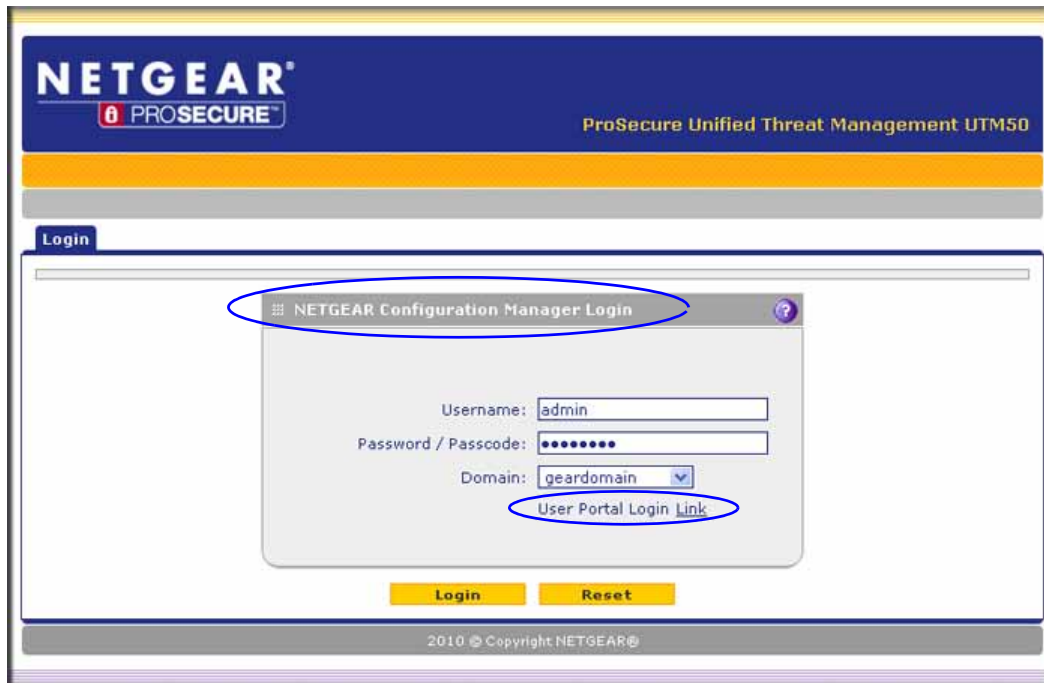 NETGEAR®
PROSECURE™
ProSecure Unified Threat Management UTM50
Login
NETGEAR Configuration Manager Login
?
Username: admin
Password / Passcode: ●●●●●●●●
Domain: geardomain
User Portal Login Link
Login Reset
2010 © Copyright NETGEAR®